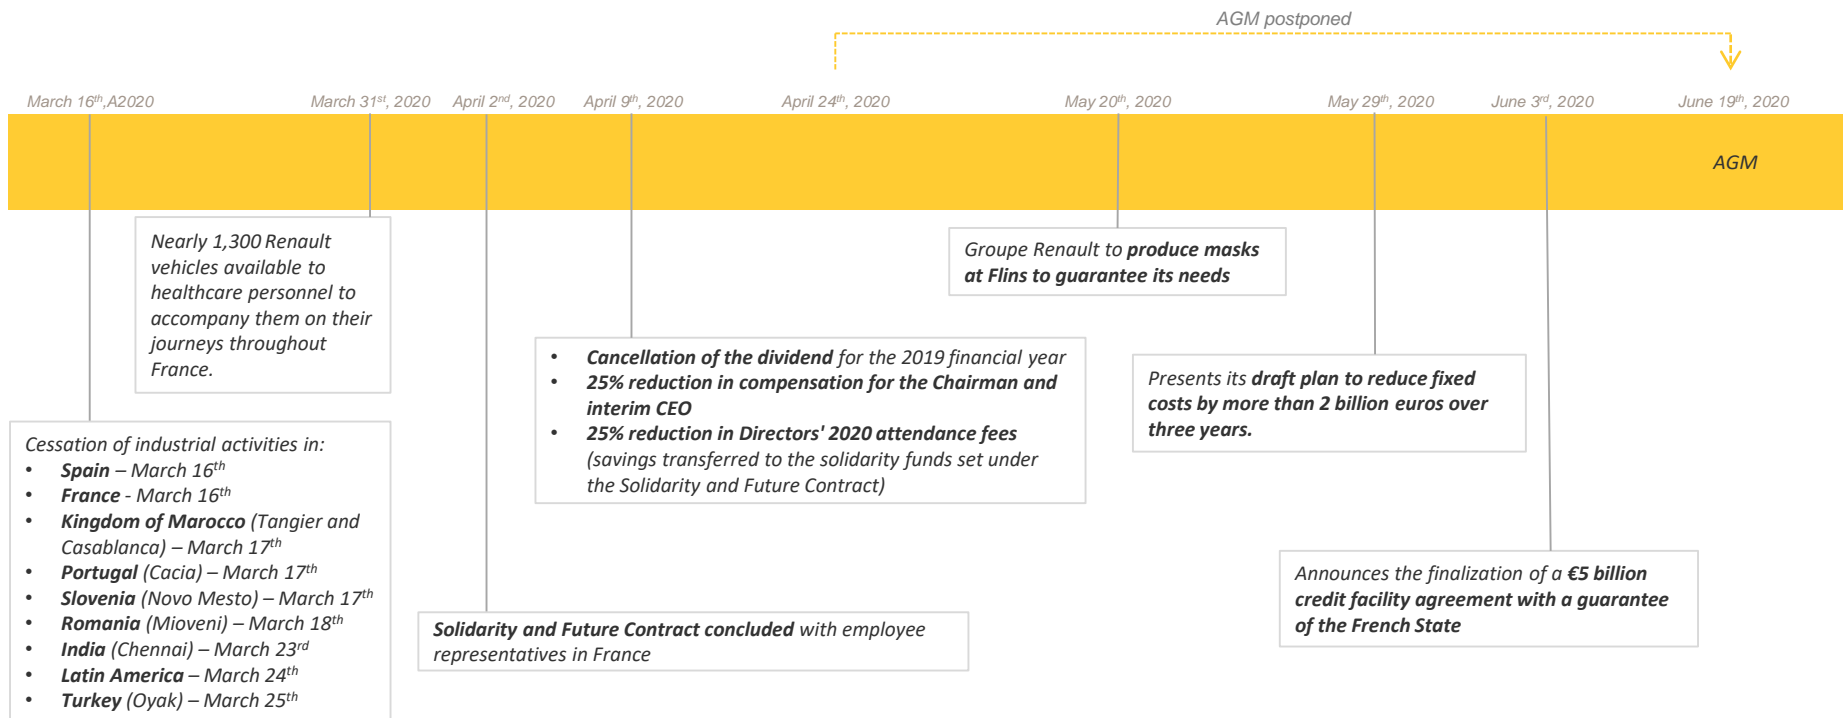 AGM postponed
March 16th,A2020
March 31st, 2020
April 2nd, 2020
April 9th, 2020
April 24th, 2020
May 20th, 2020
May 29th, 2020
June 3rd, 2020
June 19th, 2020
AGM
Nearly 1,300 Renault
vehicles available to
healthcare personnel to
accompany them on their
journeys throughout
France.
Groupe Renault to produce masks
at Flins to guarantee its needs
• Cancellation of the dividend for the 2019 financial year
• 25% reduction in compensation for the Chairman and
interim CEO
• 25% reduction in Directors' 2020 attendance fees
(savings transferred to the solidarity funds set under
the Solidarity and Future Contract)
Presents its draft plan to reduce fixed
costs by more than 2 billion euros over
three years.
Cessation of industrial activities in:
• Spain – March 16th
• France - March 16th
• Kingdom of Marocco (Tangier and
Casablanca) – March 17th
• Portugal (Cacia) – March 17th
• Slovenia (Novo Mesto) – March 17th
• Romania (Mioveni) – March 18th
• India (Chennai) – March 23rd
• Latin America – March 24th
• Turkey (Oyak) – March 25th
Solidarity and Future Contract concluded with employee
representatives in France
Announces the finalization of a €5 billion
credit facility agreement with a guarantee
of the French State